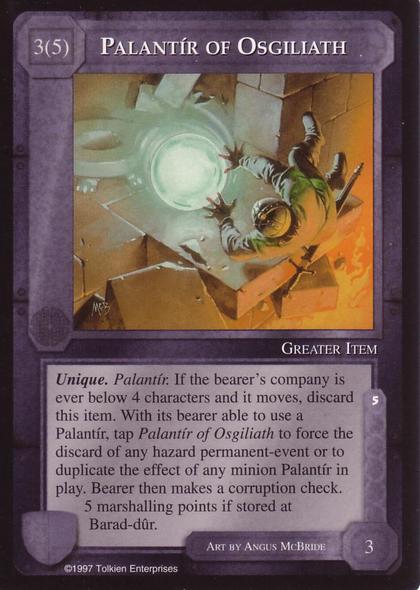 3(5)
PALANTÍR OF OSGILIATH
McB
GREATER ITEM
Unique. Palantír. If the bearer's company is
ever below 4 characters and it moves, discard
this item. With its bearer able to use a
Palantír, tap Palantír of Osgiliath to force the
discard of any hazard permanent-event or to
duplicate the effect of any minion Palantír in
play. Bearer then makes a corruption check.
5 marshalling points if stored at
Barad-dûr.
5
ART BY ANGUS MCBRIDE
3
©1997 Tolkien Enterprises